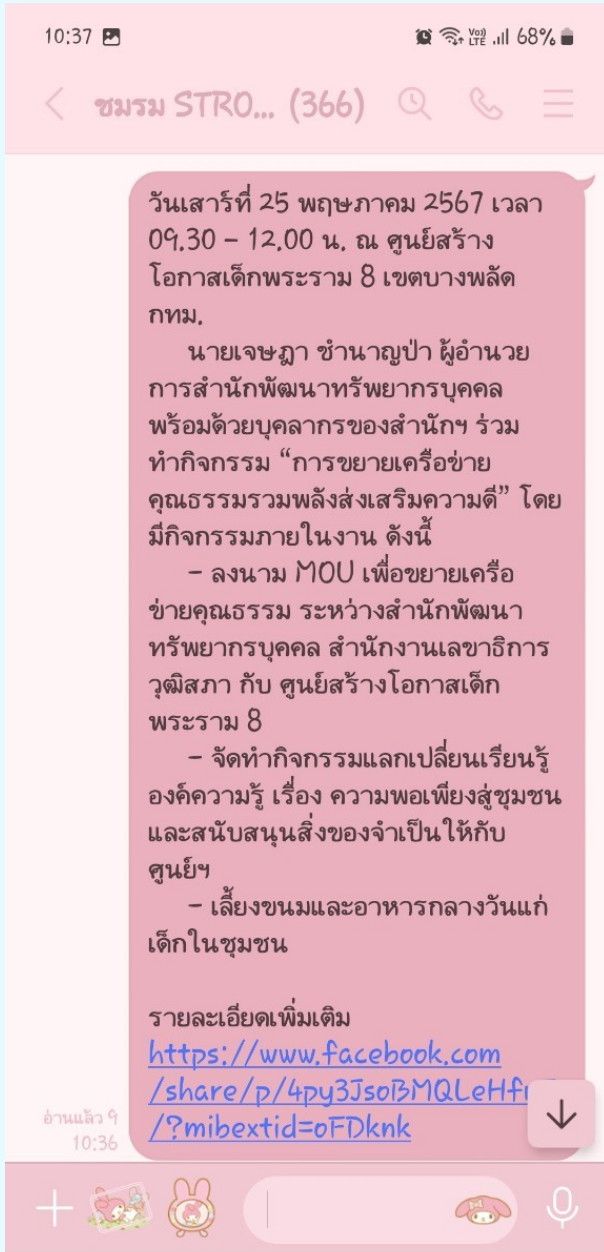 10:37
Vo) LTE 68%
ชมรม STRO... (366)
วันเสาร์ที่ 25 พฤษภาคม 2567 เวลา
09.30 – 12.00 น. ณ ศูนย์สร้าง
โอกาสเด็กพระราม 8 เขตบางพลัด
กทม.
นายเจษฎา ชำนาญป่า ผู้อำนวย
การสำนักพัฒนาทรัพยากรบุคคล
พร้อมด้วยบุคลากรของสำนักฯ ร่วม
ทำกิจกรรม “การขยายเครือข่าย
คุณธรรมรวมพลังส่งเสริมความดี” โดย
มีกิจกรรมภายในงาน ดังนี้
– ลงนาม MOU เพื่อขยายเครือ
ข่ายคุณธรรม ระหว่างสำนักพัฒนา
ทรัพยากรบุคคล สำนักงานเลขาธิการ
วุฒิสภา กับ ศูนย์สร้างโอกาสเด็ก
พระราม 8
– จัดทำกิจกรรมแลกเปลี่ยนเรียนรู้
องค์ความรู้ เรื่อง ความพอเพียงสู่ชุมชน
และสนับสนุนสิ่งของจำเป็นให้กับ
ศูนย์ฯ
– เลี้ยงขนมและอาหารกลางวันแก่
เด็กในชุมชน
รายละเอียดเพิ่มเติม
https://www.facebook.com
/share/p/4py3JsoBMQLeHf
/?mibextid=oFDknk
อ่านแล้ว 9
10:36